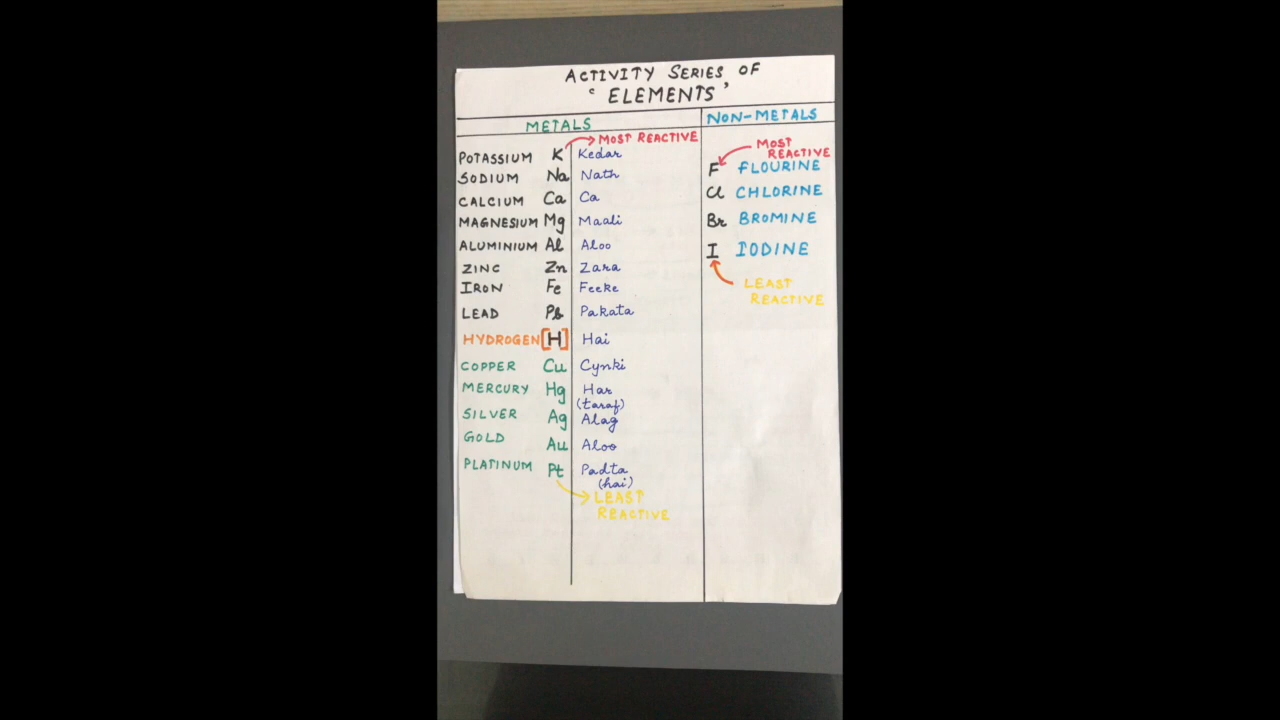 ACTIVITY SERIES OF
‘ ELEMENTS ’
METALS
MOST REACTIVE
POTASSIUM K Kedar
SODIUM Na Nath
CALCIUM Ca Ca
MAGNESIUM Mg Maali
ALUMINIUM Al Aloo
ZINC Zn Zara
IRON Fe Feeke
LEAD Pb Pakata
HYDROGEN [H] Hai
COPPER Cu Cynki
MERCURY Hg Har
(taraf)
SILVER Ag Alag
GOLD Au Aloo
PLATINUM Pt Padta
(hai)
LEAST
REACTIVE
NON-METALS
MOST
REACTIVE
F FLOURINE
Cl CHLORINE
Br BROMINE
I IODINE
LEAST
REACTIVE